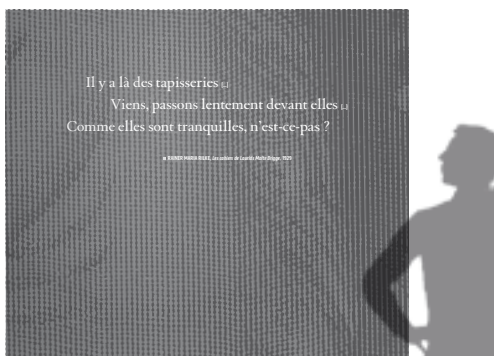 Il y a là des tapisseries [...]
Viens, passons lentement devant elles [...]
Comme elles sont tranquilles, n'est-ce-pas ?
RAINER MARIA RILKE, Les cahiers de Laurids Malte Brigge, 1929